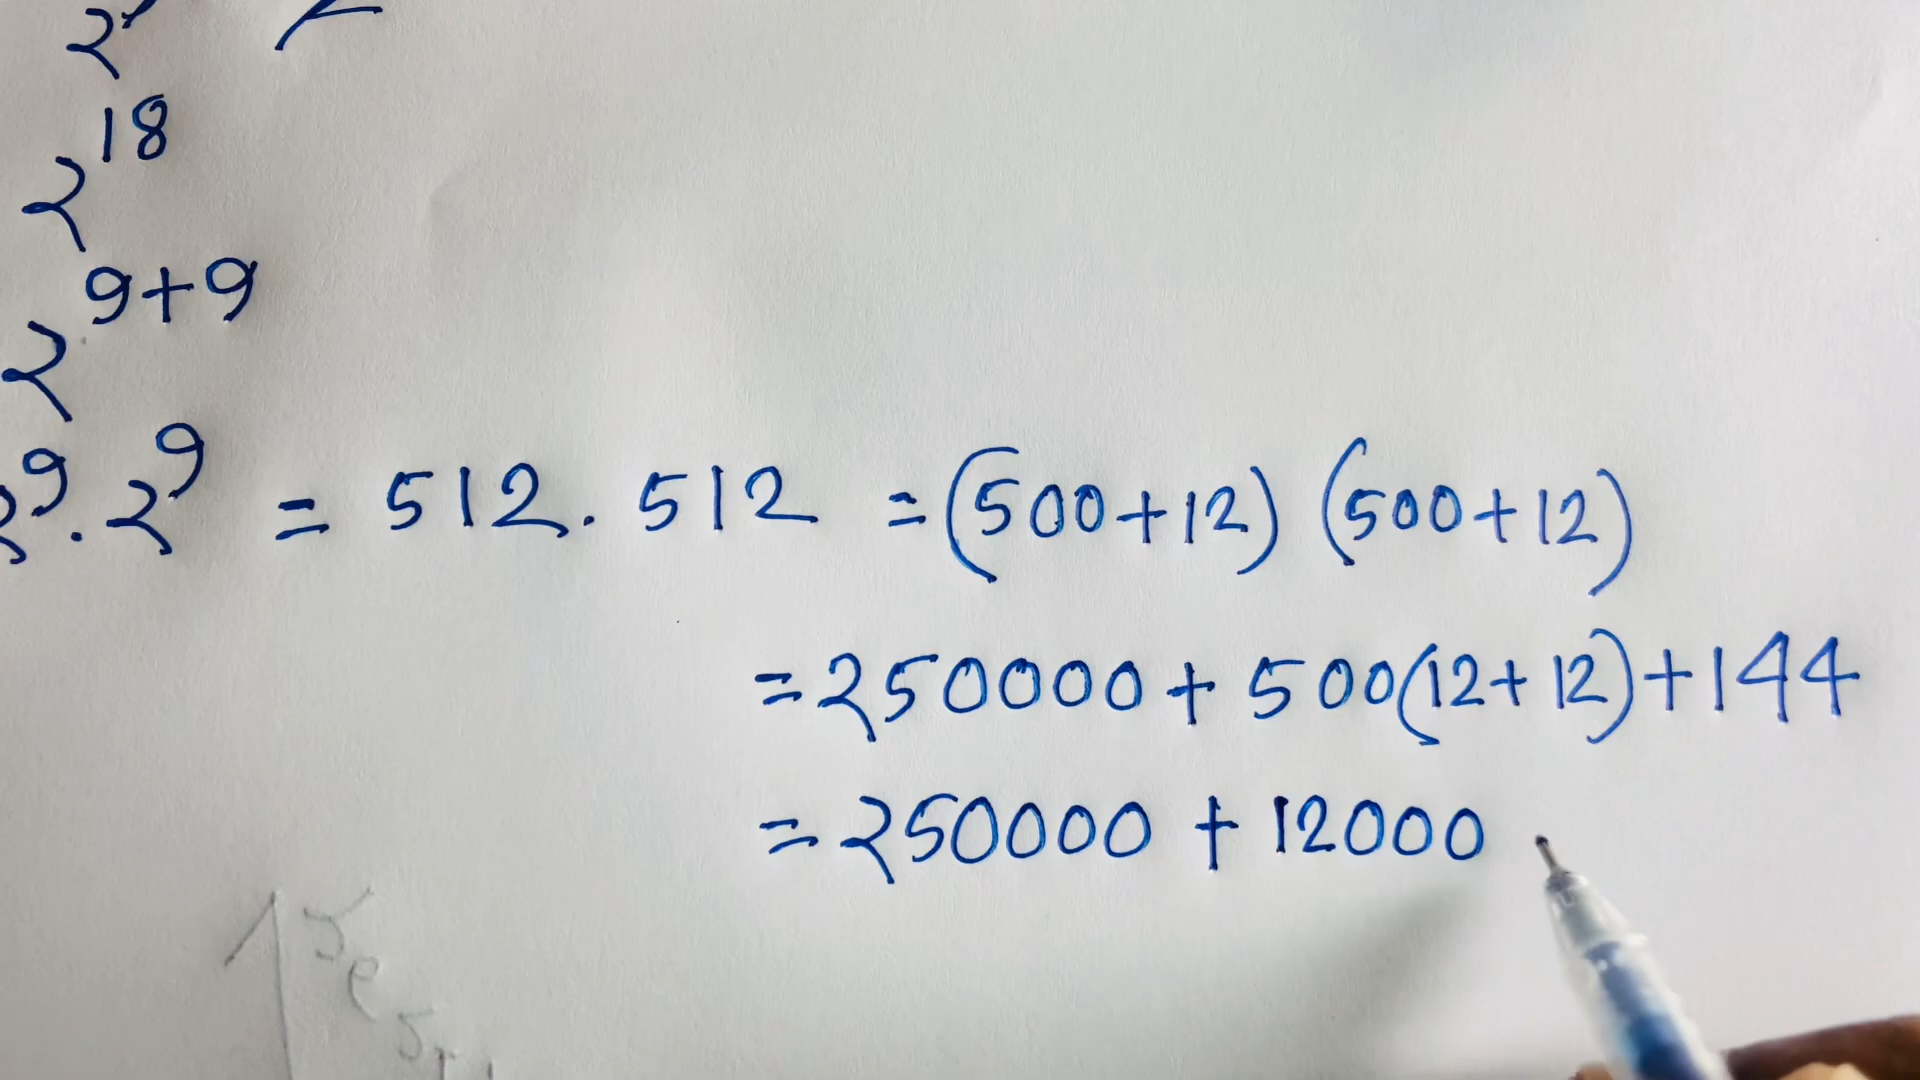 2^18
2^9+9
2^9 . 2^9 = 512 . 512 = (500+12) (500+12)
= 250000 + 500(12+12)+144
= 250000 + 12000